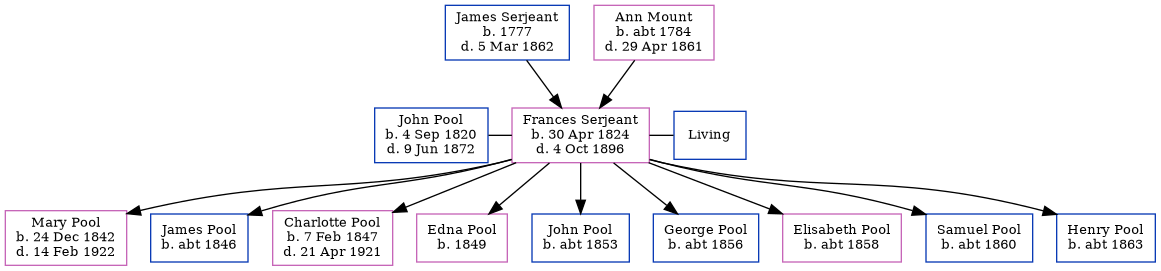 James Serjeant
b. 1777
d. 5 Mar 1862
Ann Mount
b. abt 1784
d. 29 Apr 1861
John Pool
b. 4 Sep 1820
d. 9 Jun 1872
Frances Serjeant
b. 30 Apr 1824
d. 4 Oct 1896
Living
Mary Pool
b. 24 Dec 1842
d. 14 Feb 1922
James Pool
b. abt 1846
Charlotte Pool
b. 7 Feb 1847
d. 21 Apr 1921
Edna Pool
b. 1849
John Pool
b. abt 1853
George Pool
b. abt 1856
Elisabeth Pool
b. abt 1858
Samuel Pool
b. abt 1860
Henry Pool
b. abt 1863